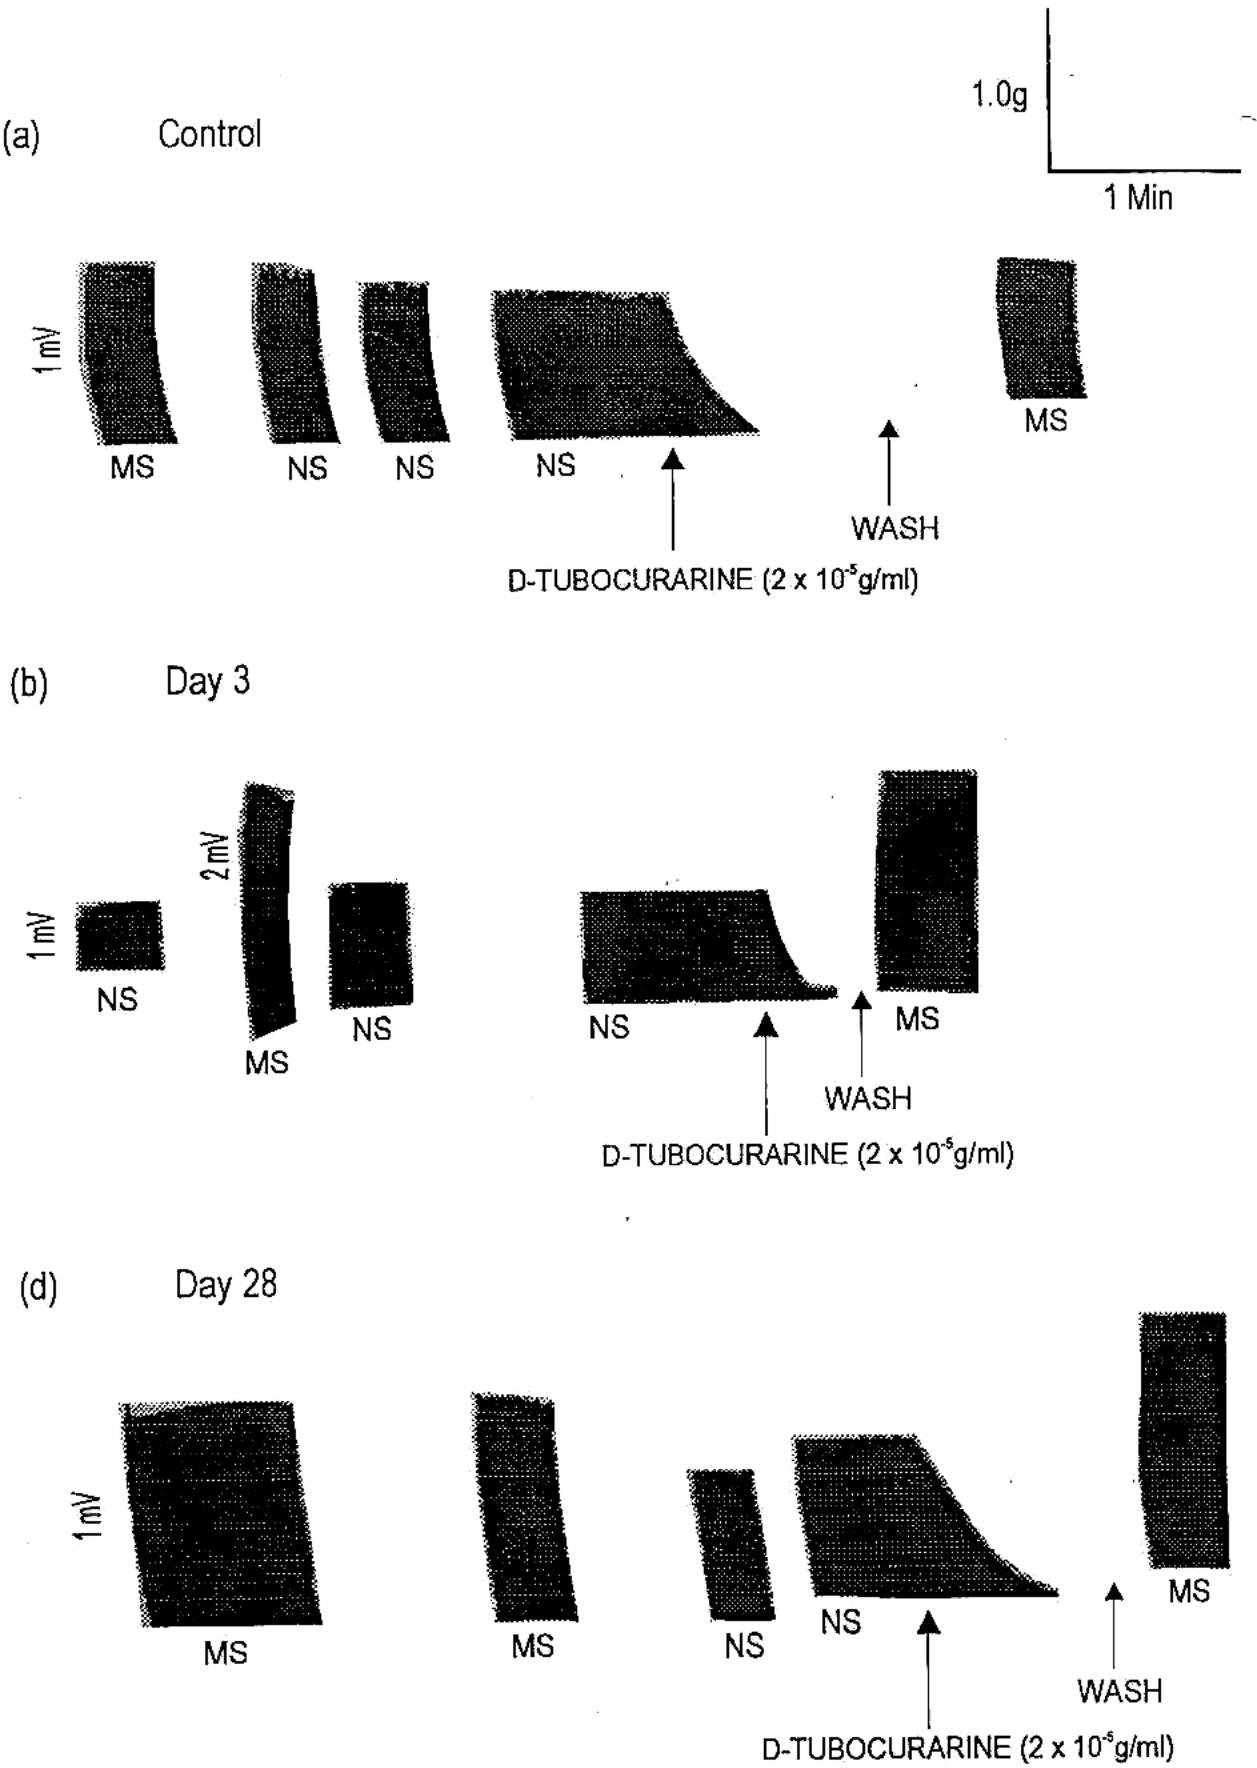 1.0g
1 Min
(a) Control
1 mV
MS NS NS NS MS
WASH
D-TUBOCURARINE (2 x 10⁻⁵g/ml)
(b) Day 3
2 mV
1 mV
NS MS NS NS MS
WASH
D-TUBOCURARINE (2 x 10⁻⁵g/ml)
(d) Day 28
1 mV
MS MS NS NS MS
WASH
D-TUBOCURARINE (2 x 10⁻⁵g/ml)